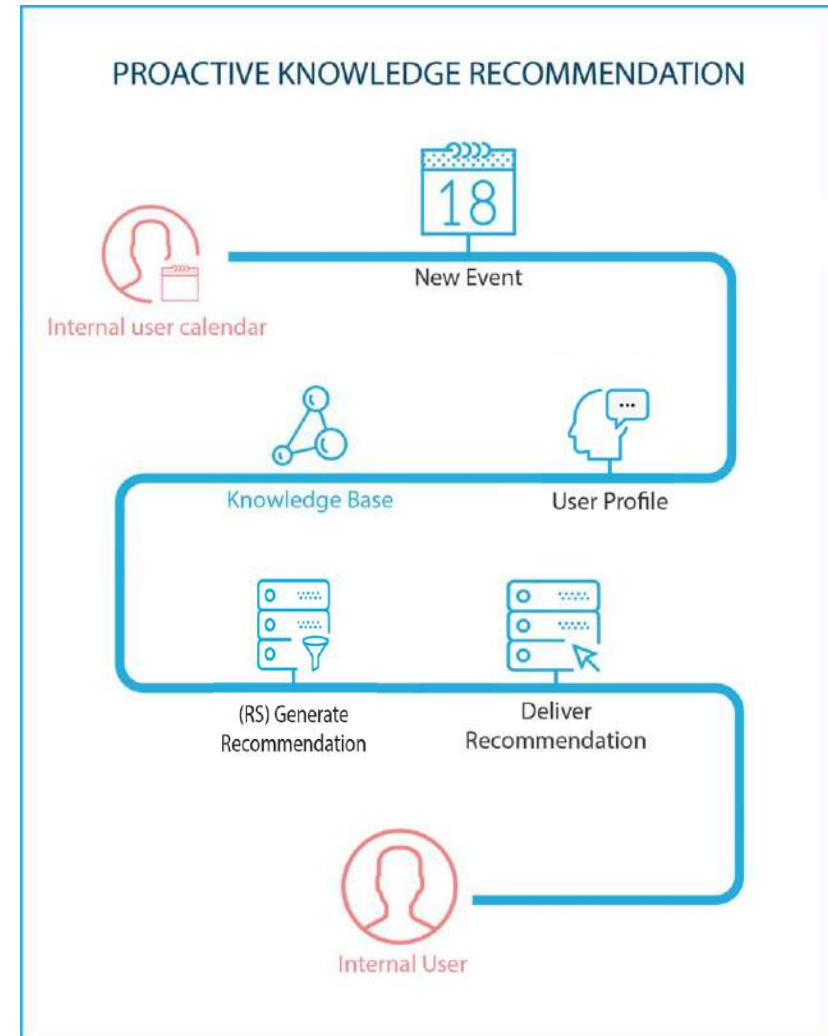 PROACTIVE KNOWLEDGE RECOMMENDATION
18
New Event
Internal user calendar
...
Knowledge Base
User Profile
(RS) Generate
Recommendation
Deliver
Recommendation
Internal User